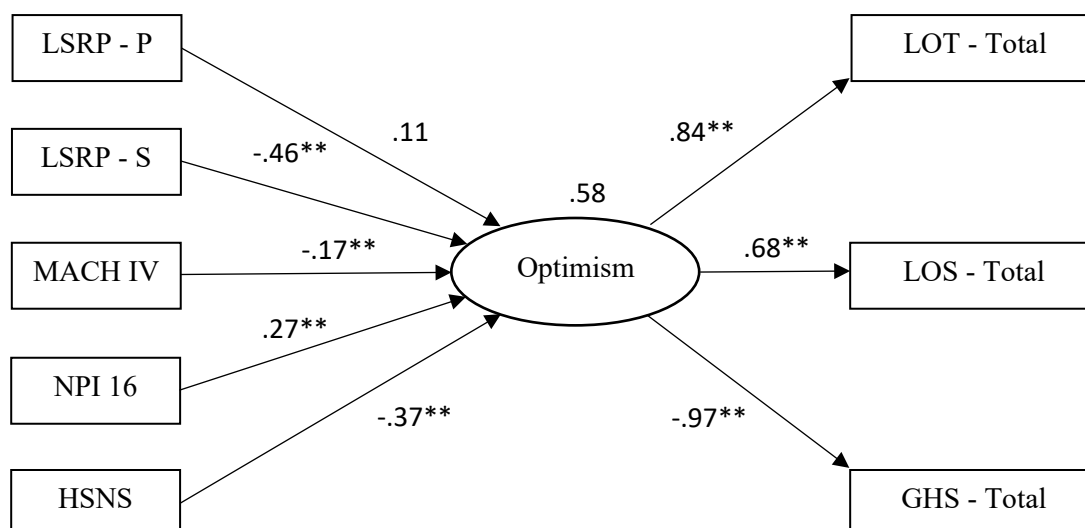 LSRP - P
LOT - Total
.11
.84**
LSRP - S
-.46**
.58
MACH IV
-.17**
Optimism
.68**
LOS - Total
.27**
NPI 16
-.37**
-.97**
HSNS
GHS - Total